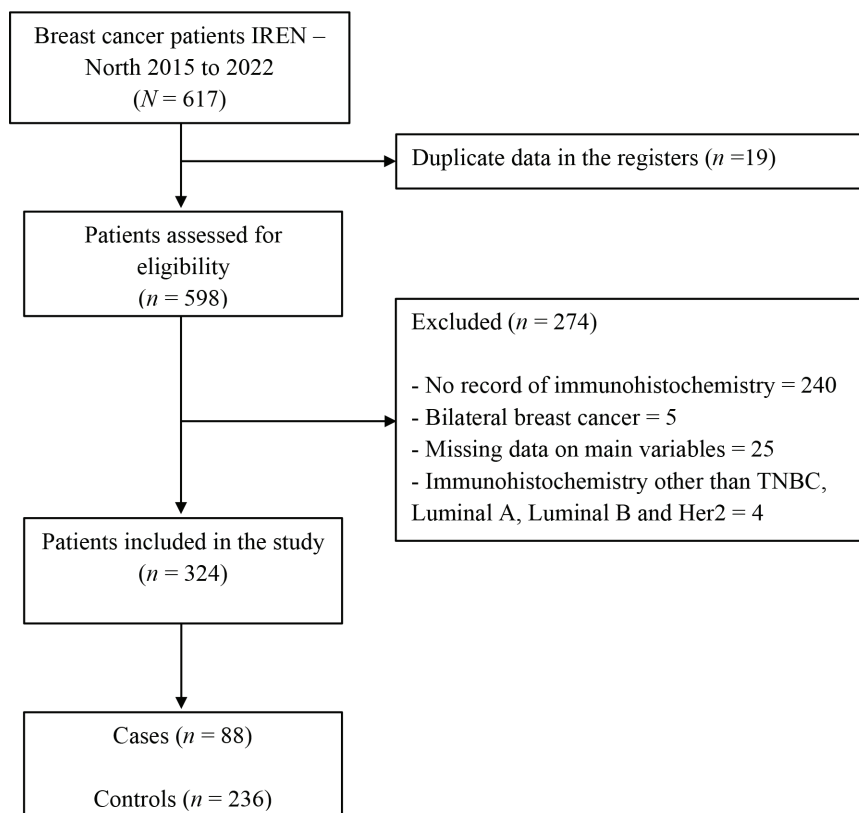 Breast cancer patients IREN –
North 2015 to 2022
(N = 617)
Duplicate data in the registers (n =19)
Patients assessed for
eligibility
(n = 598)
Excluded (n = 274)
- No record of immunohistochemistry = 240
- Bilateral breast cancer = 5
- Missing data on main variables = 25
- Immunohistochemistry other than TNBC,
Luminal A, Luminal B and Her2 = 4
Patients included in the study
(n = 324)
Cases (n = 88)
Controls (n = 236)